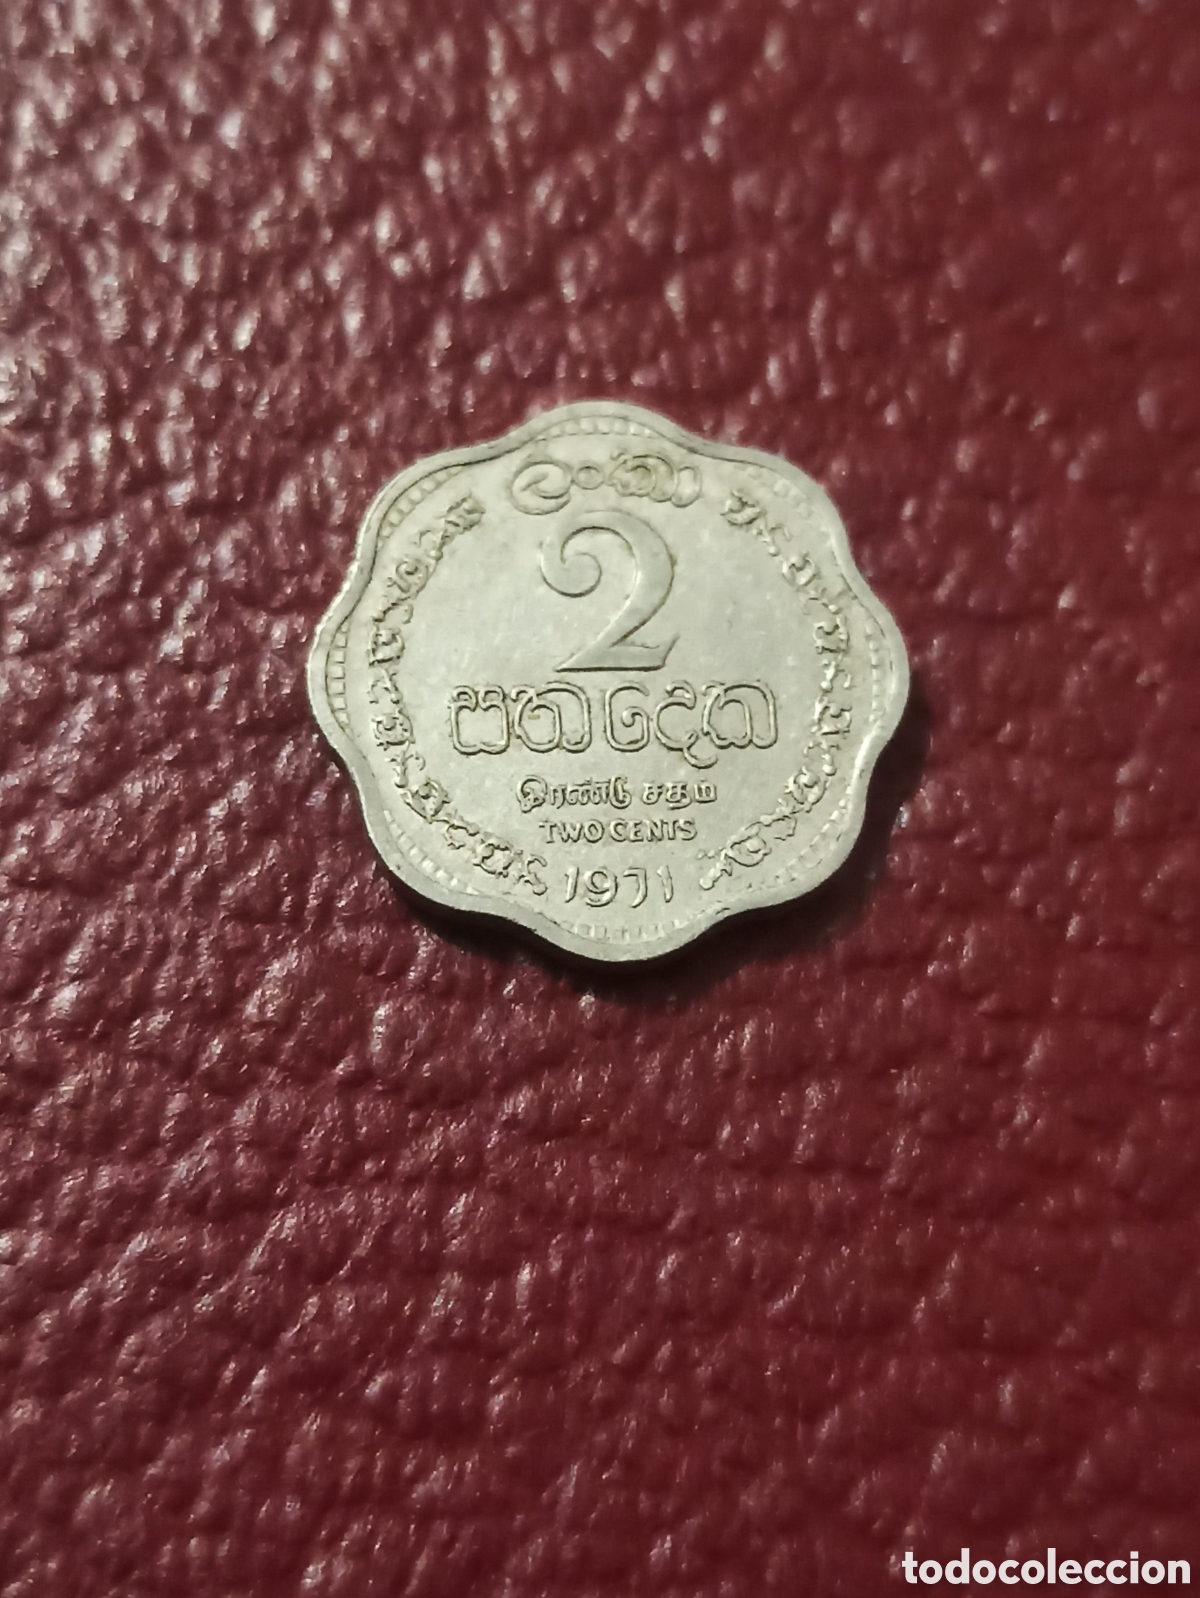 ලංකා
2
සත දෙක
இரண்டு சதம்
TWO CENTS
1971
todocoleccion